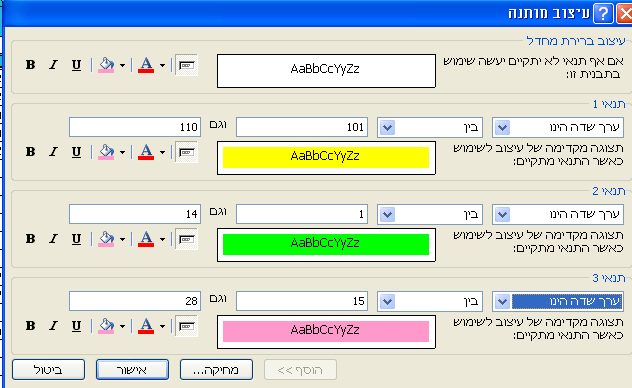 עיצוב מותנה
עיצוב ברירת מחדל
אם אף תנאי לא יתקיים יעשה שימוש
בתבנית זו:
AaBbCcYyZz
B I U A
תנאי 1
ערך שדה הינו בין 101 וגם 110
תצוגה מקדימה של עיצוב לשימוש
כאשר התנאי מתקיים:
AaBbCcYyZz
B I U A
תנאי 2
ערך שדה הינו בין 1 וגם 14
תצוגה מקדימה של עיצוב לשימוש
כאשר התנאי מתקיים:
AaBbCcYyZz
B I U A
תנאי 3
ערך שדה הינו בין 15 וגם 28
תצוגה מקדימה של עיצוב לשימוש
כאשר התנאי מתקיים:
AaBbCcYyZz
B I U A
הוסף >> מחיקה... אישור ביטול